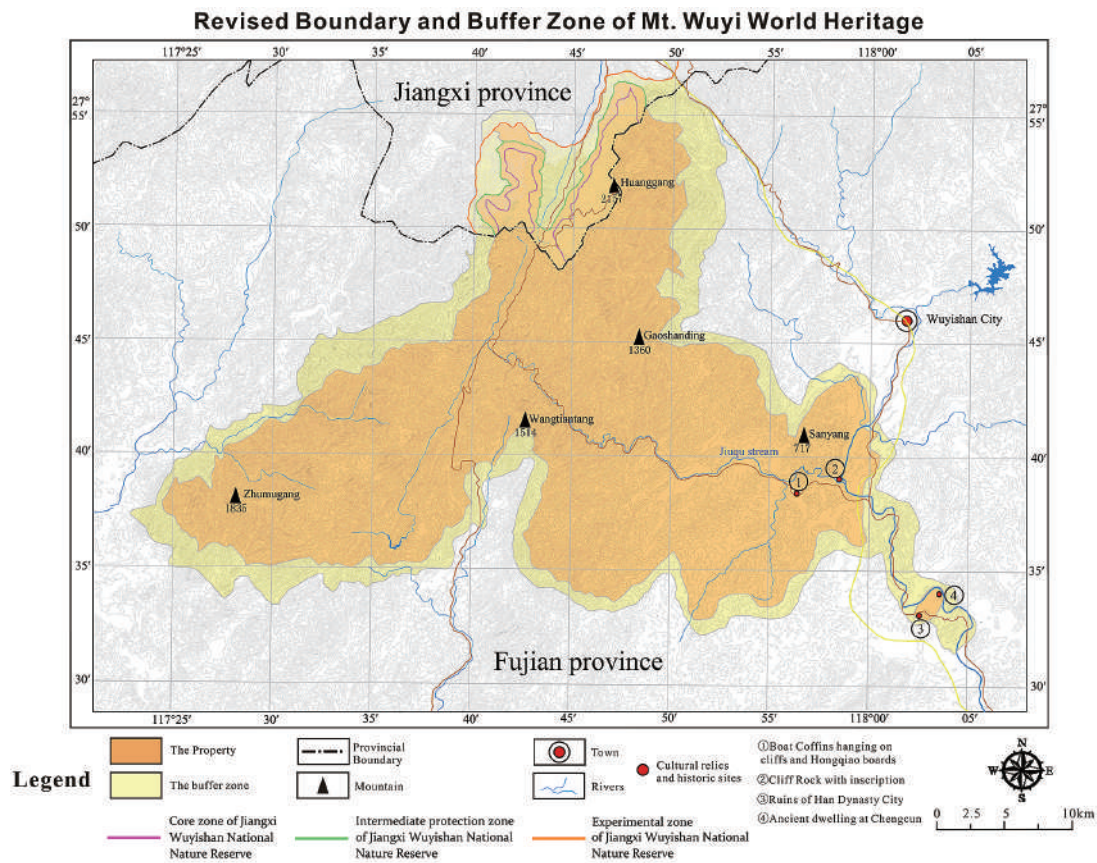 Revised Boundary and Buffer Zone of Mt. Wuyi World Heritage
117°25′ 30′ 35′ 40′ 45′ 50′ 55′ 118°00′ 05′
27°
55′
27°
55′
Jiangxi province
Huanggang
50′
50′
Wuyishan City
45′
45′
Gaoshanding
1360
Wangtiantang
1514
Sanyang
717
40′
40′
Jiuqu stream
① ②
Zhumugang
1835
35′
35′
④
③
Fujian province
30′
30′
117°25′ 30′ 35′ 40′ 45′ 50′ 55′ 118°00′ 05′
Legend
The Property
The buffer zone
Provincial
Boundary
Mountain
Town
Rivers
Cultural relics
and historic sites
①Boat Coffins hanging on
cliffs and Hongqiao boards
②Cliff Rock with inscription
③Ruins of Han Dynasty City
④Ancient dwelling at Chengcun
N
W E
S
0 2.5 5 10km
Core zone of Jiangxi
Wuyishan National
Nature Reserve
Intermediate protection zone
of Jiangxi Wuyishan National
Nature Reserve
Experimental zone
of Jiangxi Wuyishan National
Nature Reserve